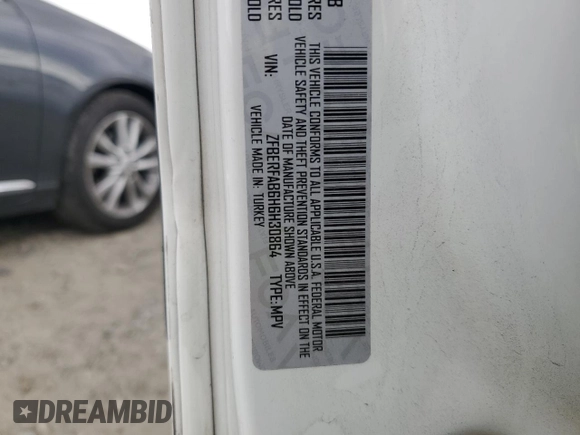 B
RES
OLD
RES
OLD
THIS VEHICLE CONFORMS TO ALL APPLICABLE U.S.A. FEDERAL MOTOR
VEHICLE SAFETY AND THEFT PREVENTION STANDARDS IN EFFECT ON THE
DATE OF MANUFACTURE SHOWN ABOVE
VIN: ZFBERFAB6H6H30864 TYPE:MPV
VEHICLE MADE IN: TURKEY
DREAMBID